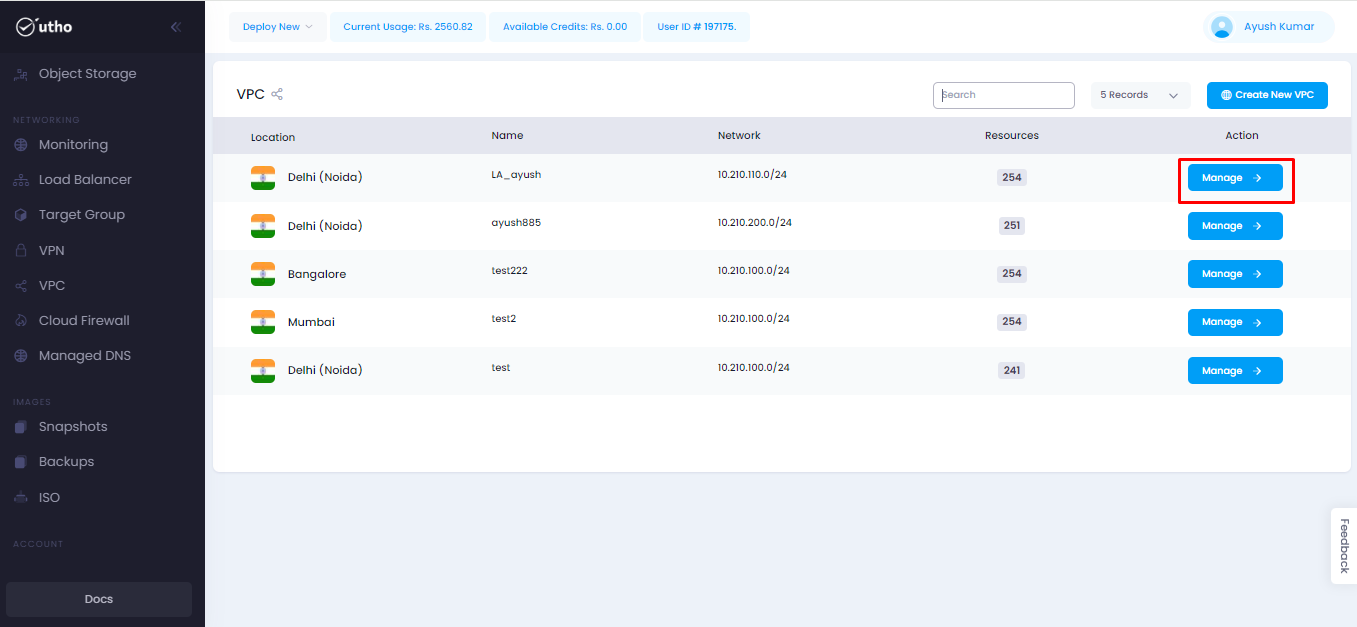 utho
Deploy New
Current Usage: Rs. 2560.82
Available Credits: Rs. 0.00
User ID # 197175.
Ayush Kumar
Object Storage
NETWORKING
Monitoring
Load Balancer
Target Group
VPN
VPC
Cloud Firewall
Managed DNS
IMAGES
Snapshots
Backups
ISO
ACCOUNT
Docs
VPC
Search
5 Records
Create New VPC
Location Name Network Resources Action
Delhi (Noida) LA_ayush 10.210.110.0/24 254 Manage
Delhi (Noida) ayush885 10.210.200.0/24 251 Manage
Bangalore test222 10.210.100.0/24 254 Manage
Mumbai test2 10.210.100.0/24 254 Manage
Delhi (Noida) test 10.210.100.0/24 241 Manage
Feedback